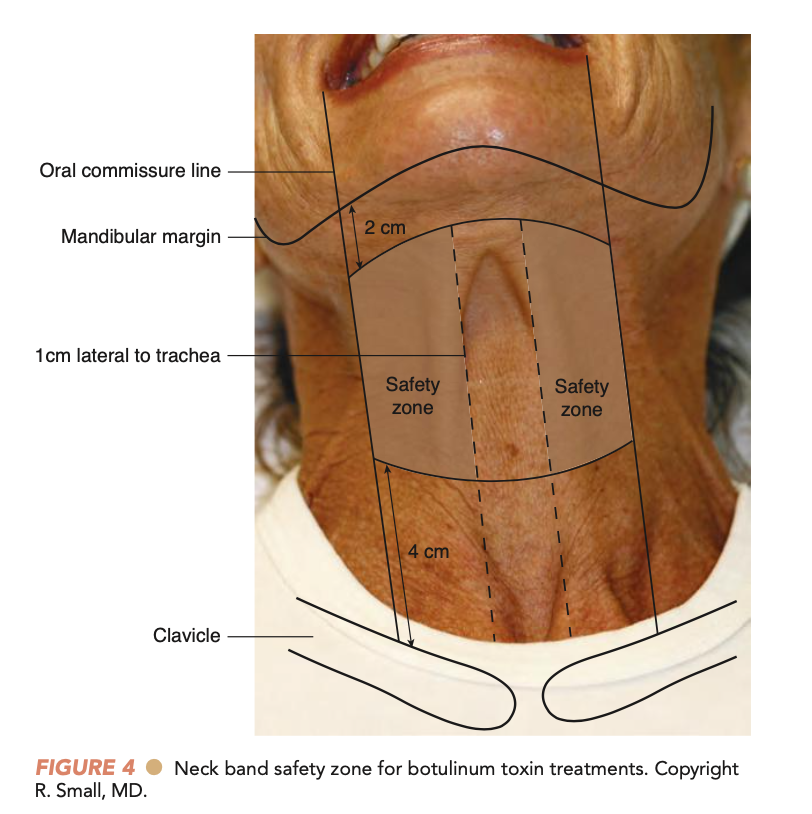 Oral commissure line
Mandibular margin
2 cm
1cm lateral to trachea
Safety
zone
Safety
zone
4 cm
Clavicle
FIGURE 4 ● Neck band safety zone for botulinum toxin treatments. Copyright
R. Small, MD.